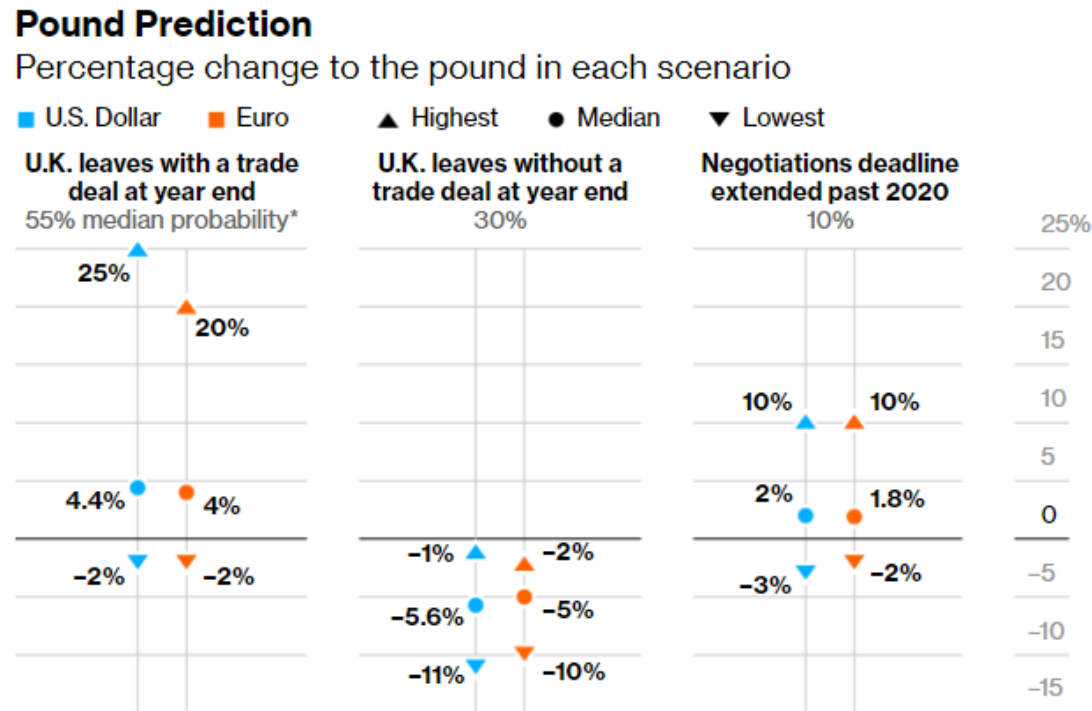 Pound Prediction
Percentage change to the pound in each scenario
U.S. Dollar Euro Highest Median Lowest
U.K. leaves with a trade
deal at year end
55% median probability*
25%
20%
4.4%
4%
–2%
–2%
U.K. leaves without a
trade deal at year end
30%
–1%
–2%
–5.6%
–5%
–11%
–10%
Negotiations deadline
extended past 2020
10%
10%
10%
2%
1.8%
–3%
–2%
25%
20
15
10
5
0
–5
–10
–15